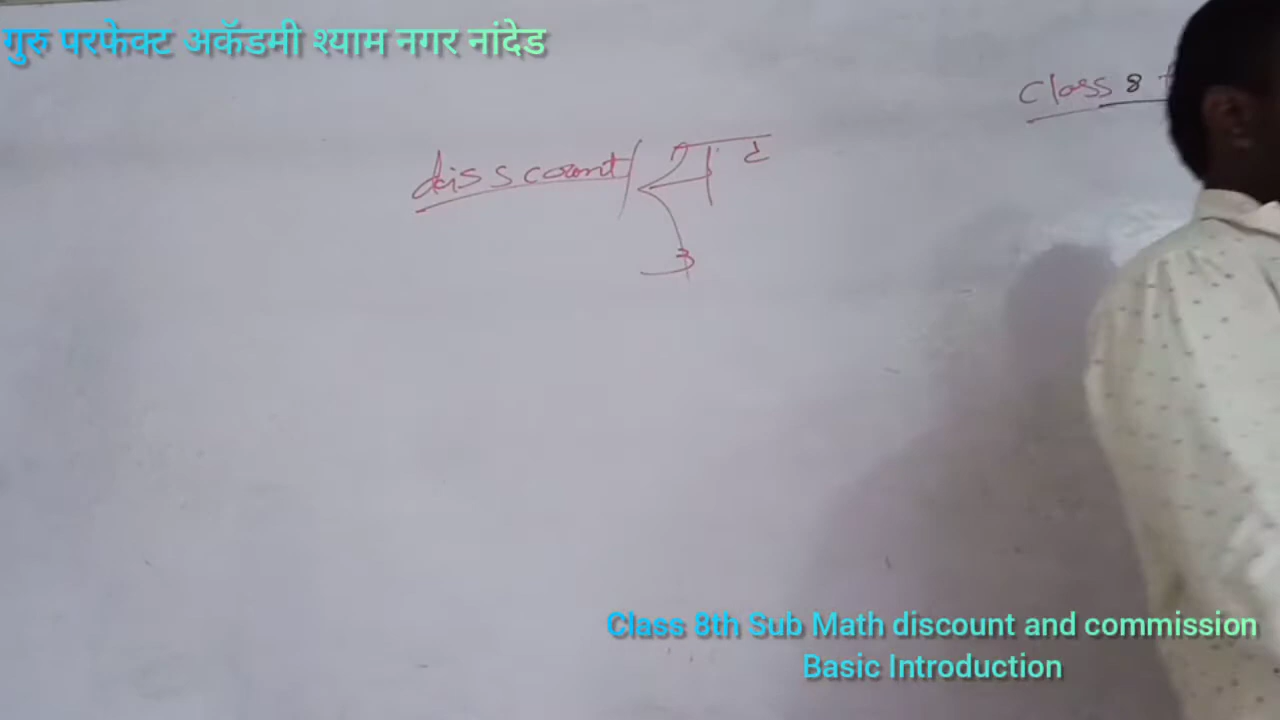 गुरु परफेक्ट अकॅडमी श्याम नगर नांदेड
Class 8
disscount/
Class 8th Sub Math discount and commission
Basic Introduction